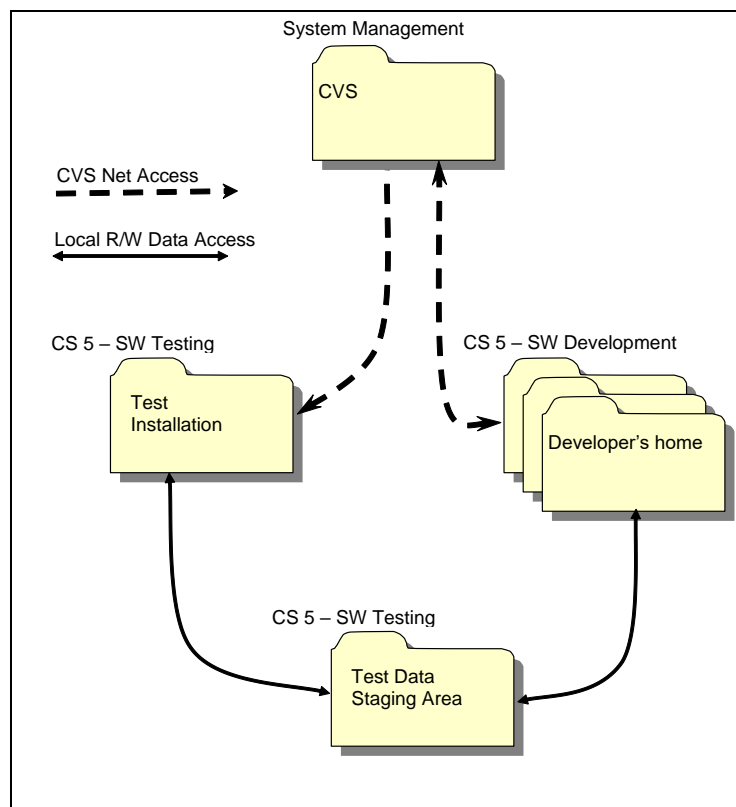 System Management
CVS
CVS Net Access
Local R/W Data Access
CS 5 – SW Testing
Test
Installation
CS 5 – SW Development
Developer's home
CS 5 – SW Testing
Test Data
Staging Area